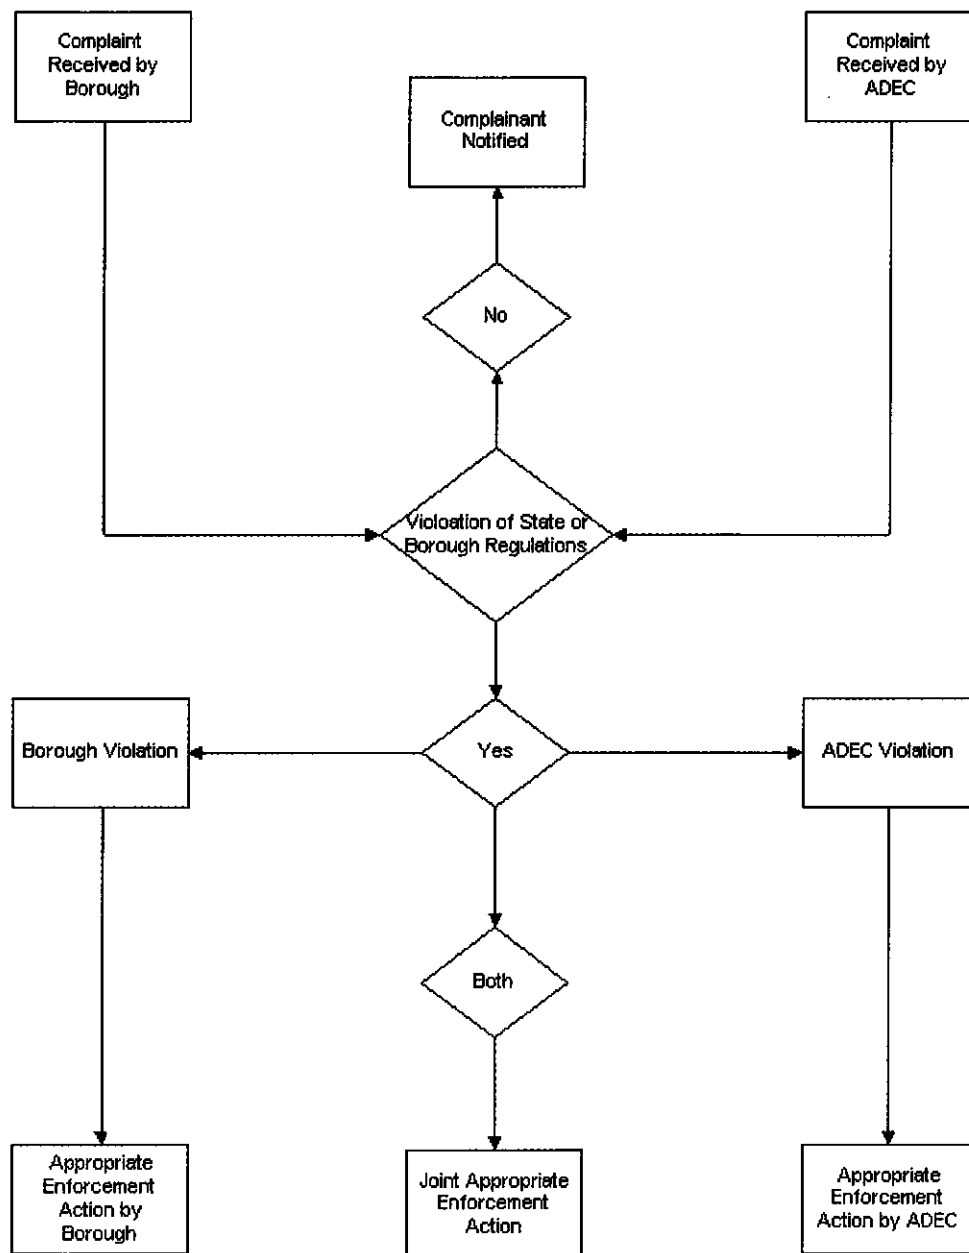 Complaint
Received by
Borough
Complaint
Received by
ADEC
Complainant
Notified
No
Violoation of State or
Borough Regulations
Borough Violation
Yes
ADEC Violation
Both
Appropriate
Enforcement
Action by
Borough
Joint Appropriate
Enforcement
Action
Appropriate
Enforcement
Action by ADEC